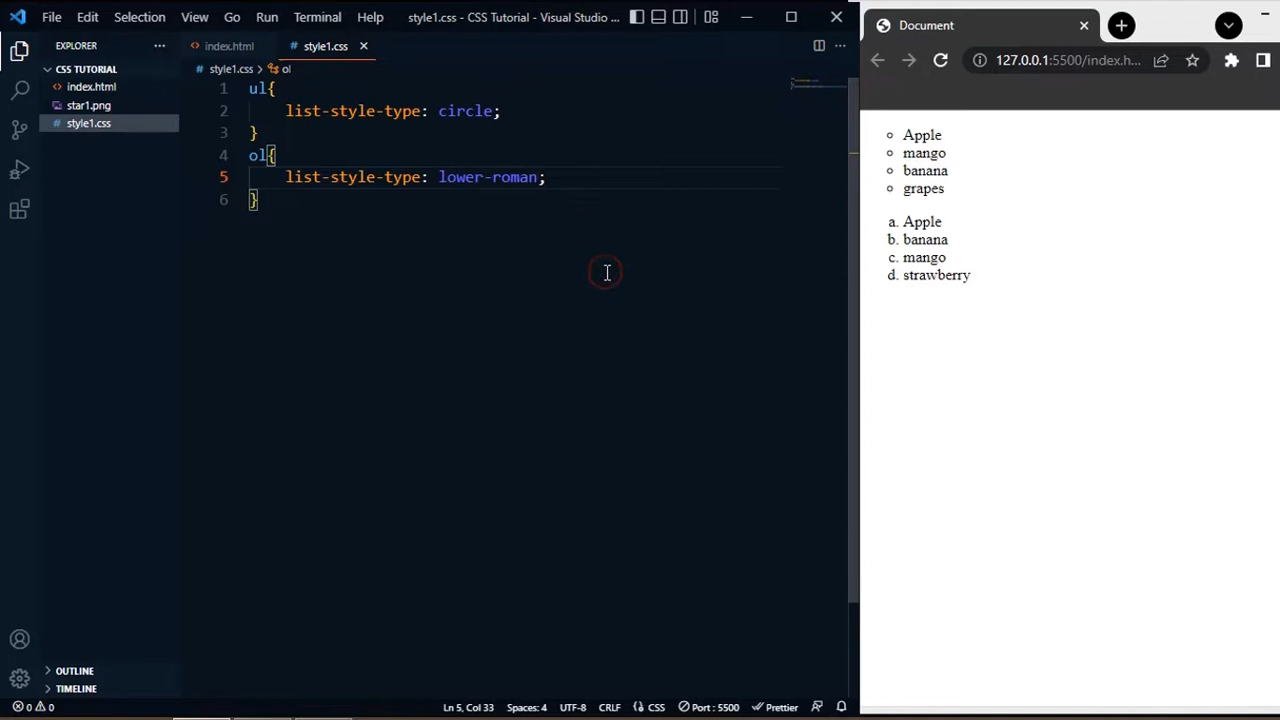 File Edit Selection View Go Run Terminal Help style1.css - CSS Tutorial - Visual Studio ...
Document
EXPLORER
index.html
style1.css
CSS TUTORIAL
style1.css > ol
127.0.0.1:5500/index.h...
index.html
star1.png
style1.css
1 ul{
2 list-style-type: circle;
3 }
4 ol{
5 list-style-type: lower-roman;
6 }
Apple
mango
banana
grapes
a. Apple
b. banana
c. mango
d. strawberry
OUTLINE
TIMELINE
0 0 Ln 5, Col 33 Spaces: 4 UTF-8 CRLF CSS Port : 5500 Prettier